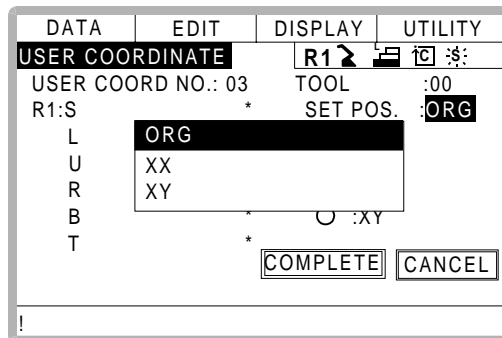 DATA EDIT DISPLAY UTILITY
USER COORDINATE R1 C S
USER COORD NO.: 03 TOOL :00
R1:S * SET POS. :ORG
L ORG
U XX
R XY
B * :XY
T *
COMPLETE CANCEL
!